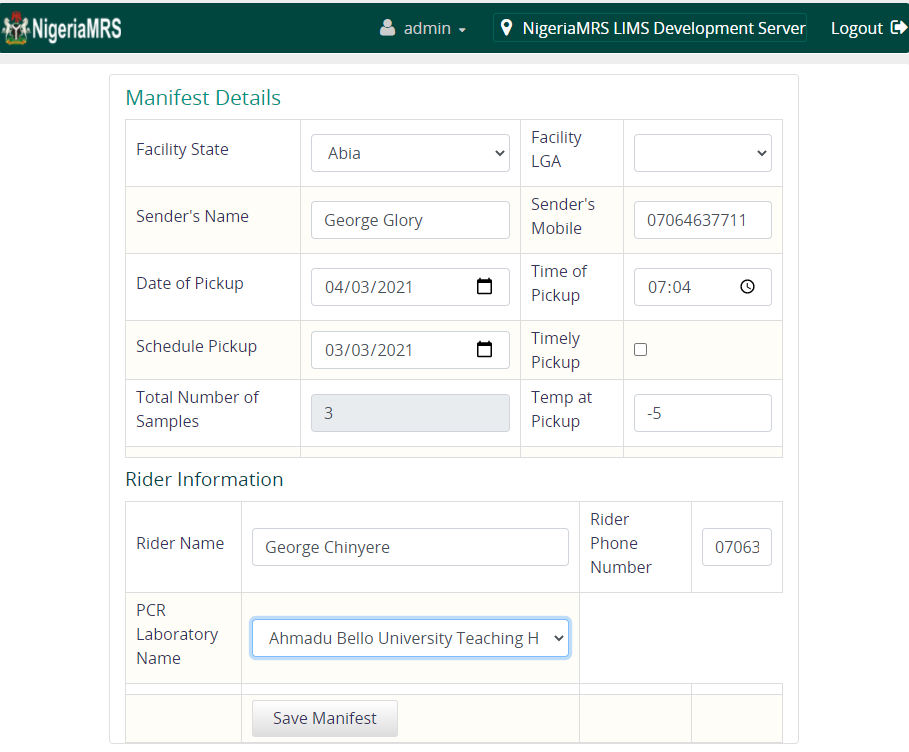 NigeriaMRS admin NigeriaMRS LIMS Development Server Logout
Manifest Details
Facility State Abia Facility LGA
Sender's Name George Glory Sender's Mobile 07064637711
Date of Pickup 04/03/2021 Time of Pickup 07:04
Schedule Pickup 03/03/2021 Timely Pickup
Total Number of Samples 3 Temp at Pickup -5
Rider Information
Rider Name George Chinyere Rider Phone Number 07063
PCR Laboratory Name Ahmadu Bello University Teaching H
Save Manifest